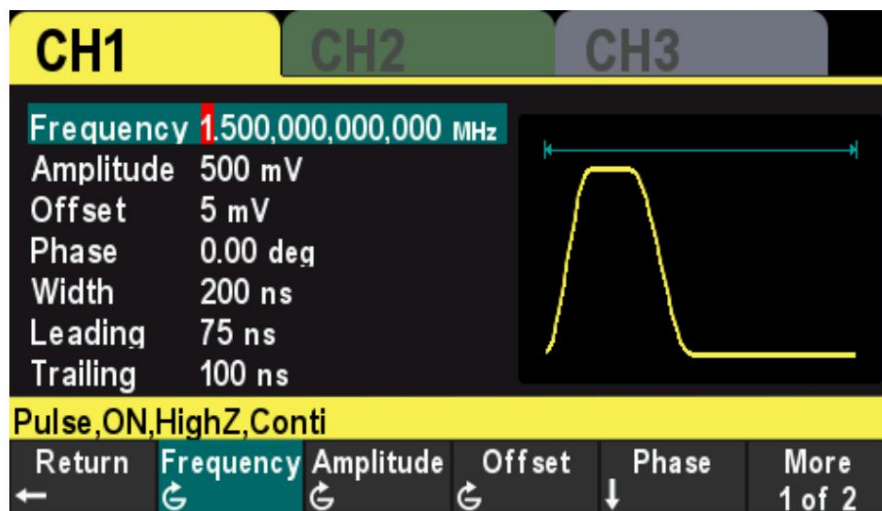 CH1 CH2 CH3
Frequency 1.500,000,000,000 MHz
Amplitude 500 mV
Offset 5 mV
Phase 0.00 deg
Width 200 ns
Leading 75 ns
Trailing 100 ns
Pulse,ON,HighZ,Conti
Return Frequency Amplitude Offset Phase More
1 of 2